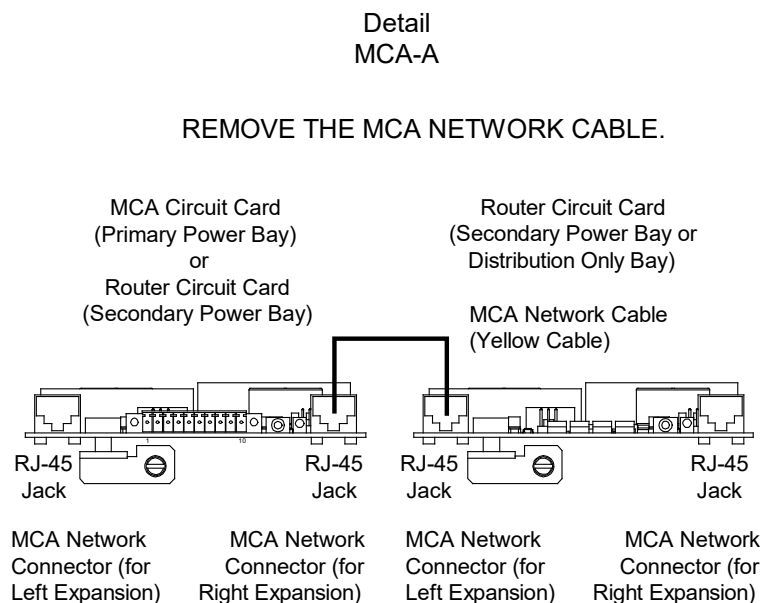 Detail
MCA-A
REMOVE THE MCA NETWORK CABLE.
MCA Circuit Card
(Primary Power Bay)
or
Router Circuit Card
(Secondary Power Bay)
Router Circuit Card
(Secondary Power Bay or
Distribution Only Bay)
MCA Network Cable
(Yellow Cable)
1
10
RJ-45
Jack
RJ-45
Jack
RJ-45
Jack
RJ-45
Jack
MCA Network
Connector (for
Left Expansion)
MCA Network
Connector (for
Right Expansion)
MCA Network
Connector (for
Left Expansion)
MCA Network
Connector (for
Right Expansion)